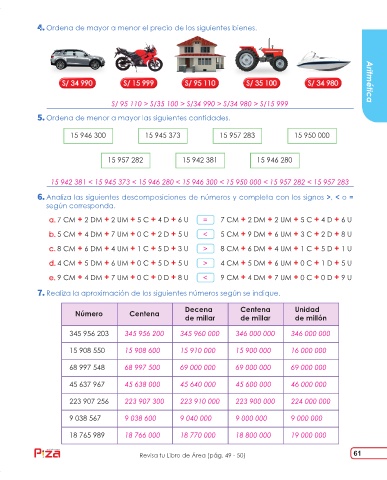 4. Ordena de mayor a menor el precio de los siguientes bienes.
S/ 34 990 S/ 15 999 S/ 95 110 S/ 35 100 S/ 34 980
S/ 95 110 > S/35 100 > S/34 990 > S/34 980 > S/15 999
Aritmética
5. Ordena de menor a mayor las siguientes cantidades.
15 946 300 15 945 373 15 957 283 15 950 000
15 957 282 15 942 381 15 946 280
15 942 381 < 15 945 373 < 15 946 280 < 15 946 300 < 15 950 000 < 15 957 282 < 15 957 283
6. Analiza las siguientes descomposiciones de números y completa con los signos >, < o =
según corresponda.
a. 7 CM + 2 DM + 2 UM + 5 C + 4 D + 6 U = 7 CM + 2 DM + 2 UM + 5 C + 4 D + 6 U
b. 5 CM + 4 DM + 7 UM + 0 C + 2 D + 5 U < 5 CM + 9 DM + 6 UM + 3 C + 2 D + 8 U
c. 8 CM + 6 DM + 4 UM + 1 C + 5 D + 3 U > 8 CM + 6 DM + 4 UM + 1 C + 5 D + 1 U
d. 4 CM + 5 DM + 6 UM + 0 C + 5 D + 5 U > 4 CM + 5 DM + 6 UM + 0 C + 1 D + 5 U
e. 9 CM + 4 DM + 7 UM + 0 C + 0 D + 8 U < 9 CM + 4 DM + 7 UM + 0 C + 0 D + 9 U
7. Realiza la aproximación de los siguientes números según se indique.
Número Centena Decena de millar Centena de millar Unidad de millón
345 956 203 345 956 200 345 960 000 346 000 000 346 000 000
15 908 550 15 908 600 15 910 000 15 900 000 16 000 000
68 997 548 68 997 500 69 000 000 69 000 000 69 000 000
45 637 967 45 638 000 45 640 000 45 600 000 46 000 000
223 907 256 223 907 300 223 910 000 223 900 000 224 000 000
9 038 567 9 038 600 9 040 000 9 000 000 9 000 000
18 765 989 18 766 000 18 770 000 18 800 000 19 000 000
Revisa tu Libro de Área (pág. 49 - 50) 61